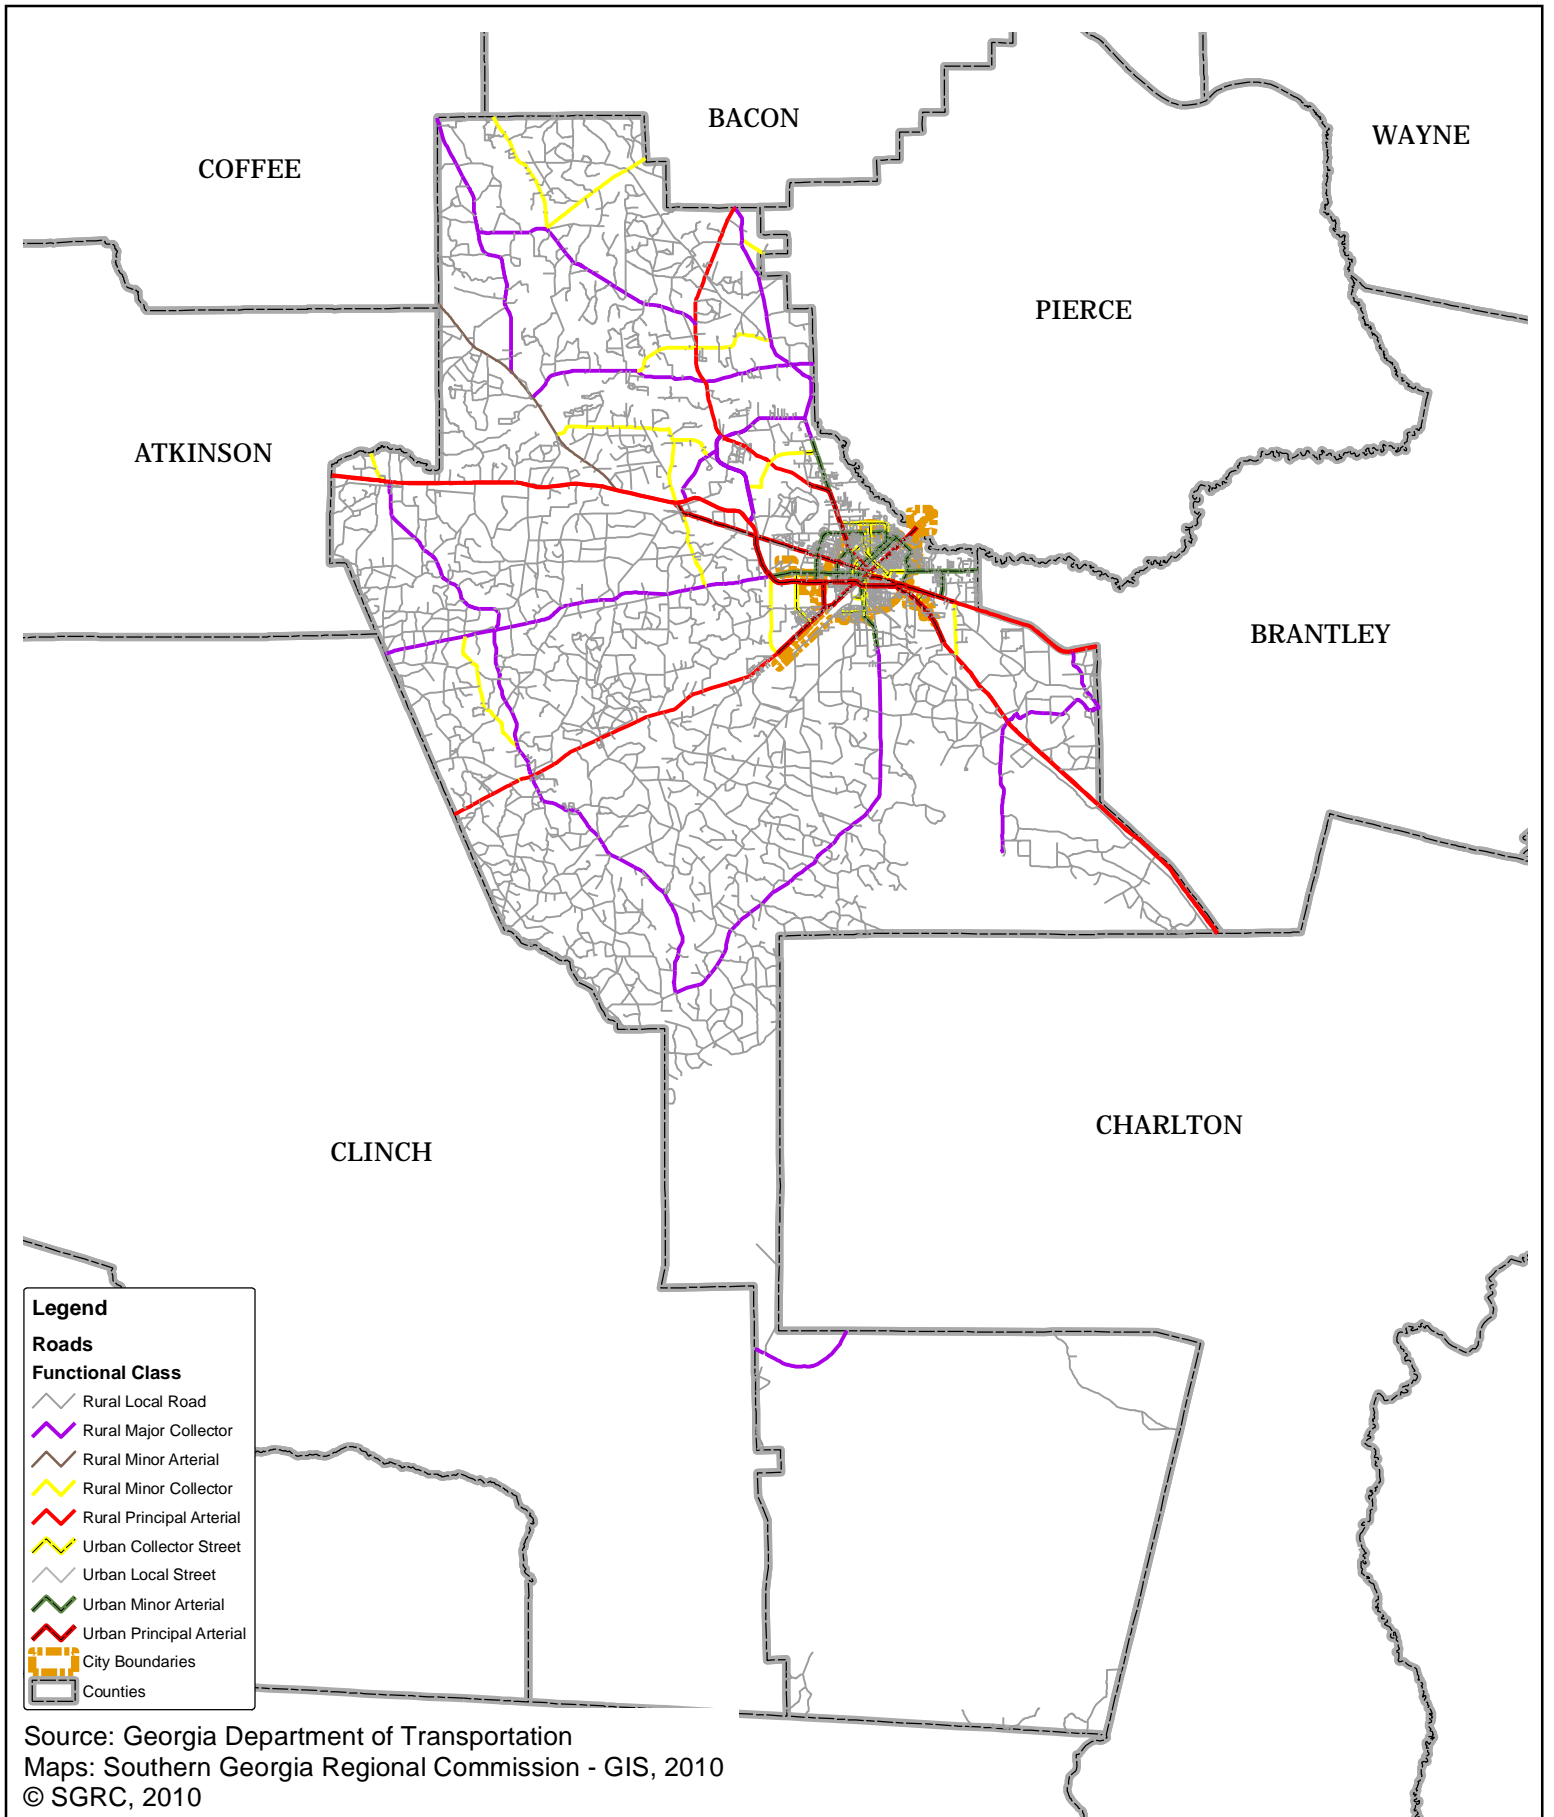 BACON
WAYNE
COFFEE
PIERCE
ATKINSON
BRANTLEY
CHARLTON
CLINCH
Legend
Roads
Functional Class
Rural Local Road
Rural Major Collector
Rural Minor Arterial
Rural Minor Collector
Rural Principal Arterial
Urban Collector Street
Urban Local Street
Urban Minor Arterial
Urban Principal Arterial
City Boundaries
Counties
Source: Georgia Department of Transportation
Maps: Southern Georgia Regional Commission - GIS, 2010
© SGRC, 2010